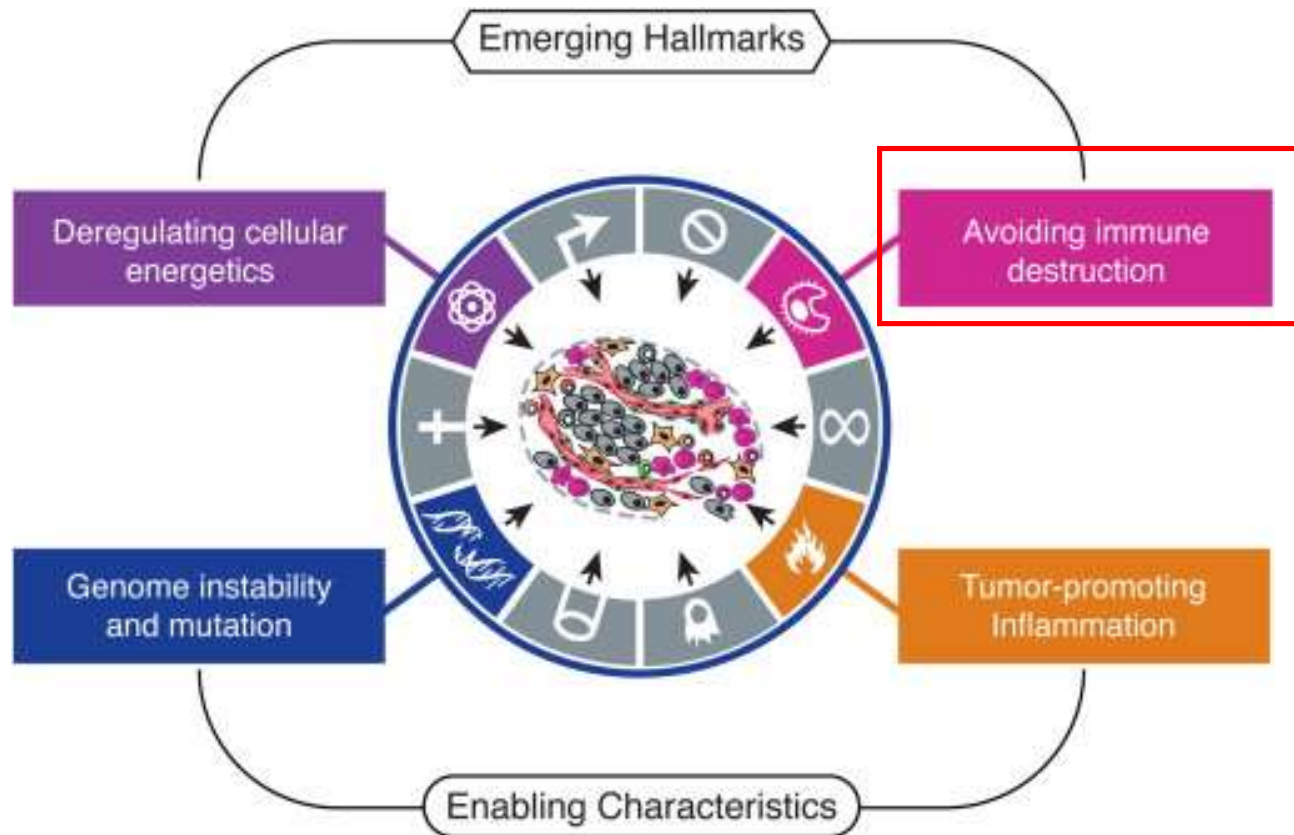 Emerging Hallmarks
Deregulating cellular
energetics
Avoiding immune
destruction
Genome instability
and mutation
Tumor-promoting
Inflammation
Enabling Characteristics